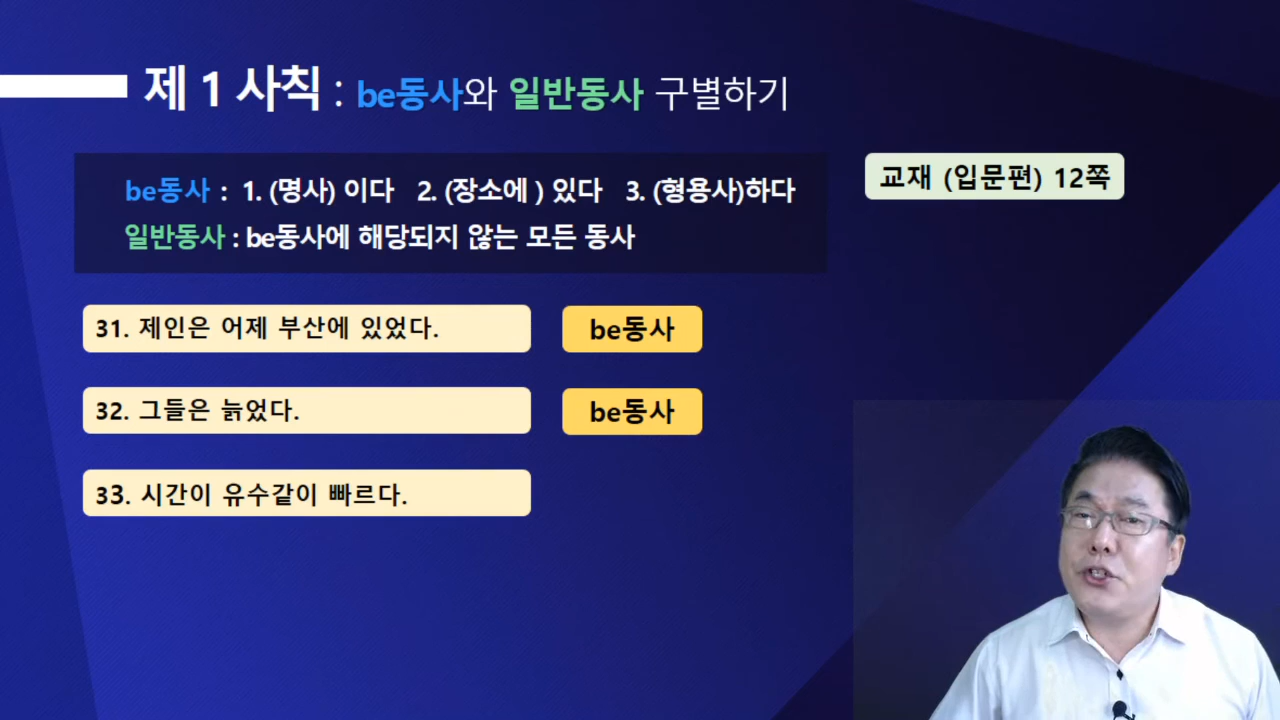 제 1 사칙 : be동사와 일반동사 구별하기
be동사 : 1. (명사) 이다 2. (장소에 ) 있다 3. (형용사)하다
일반동사 : be동사에 해당되지 않는 모든 동사
교재 (입문편) 12쪽
31. 제인은 어제 부산에 있었다.
be동사
32. 그들은 늙었다.
be동사
33. 시간이 유수같이 빠르다.